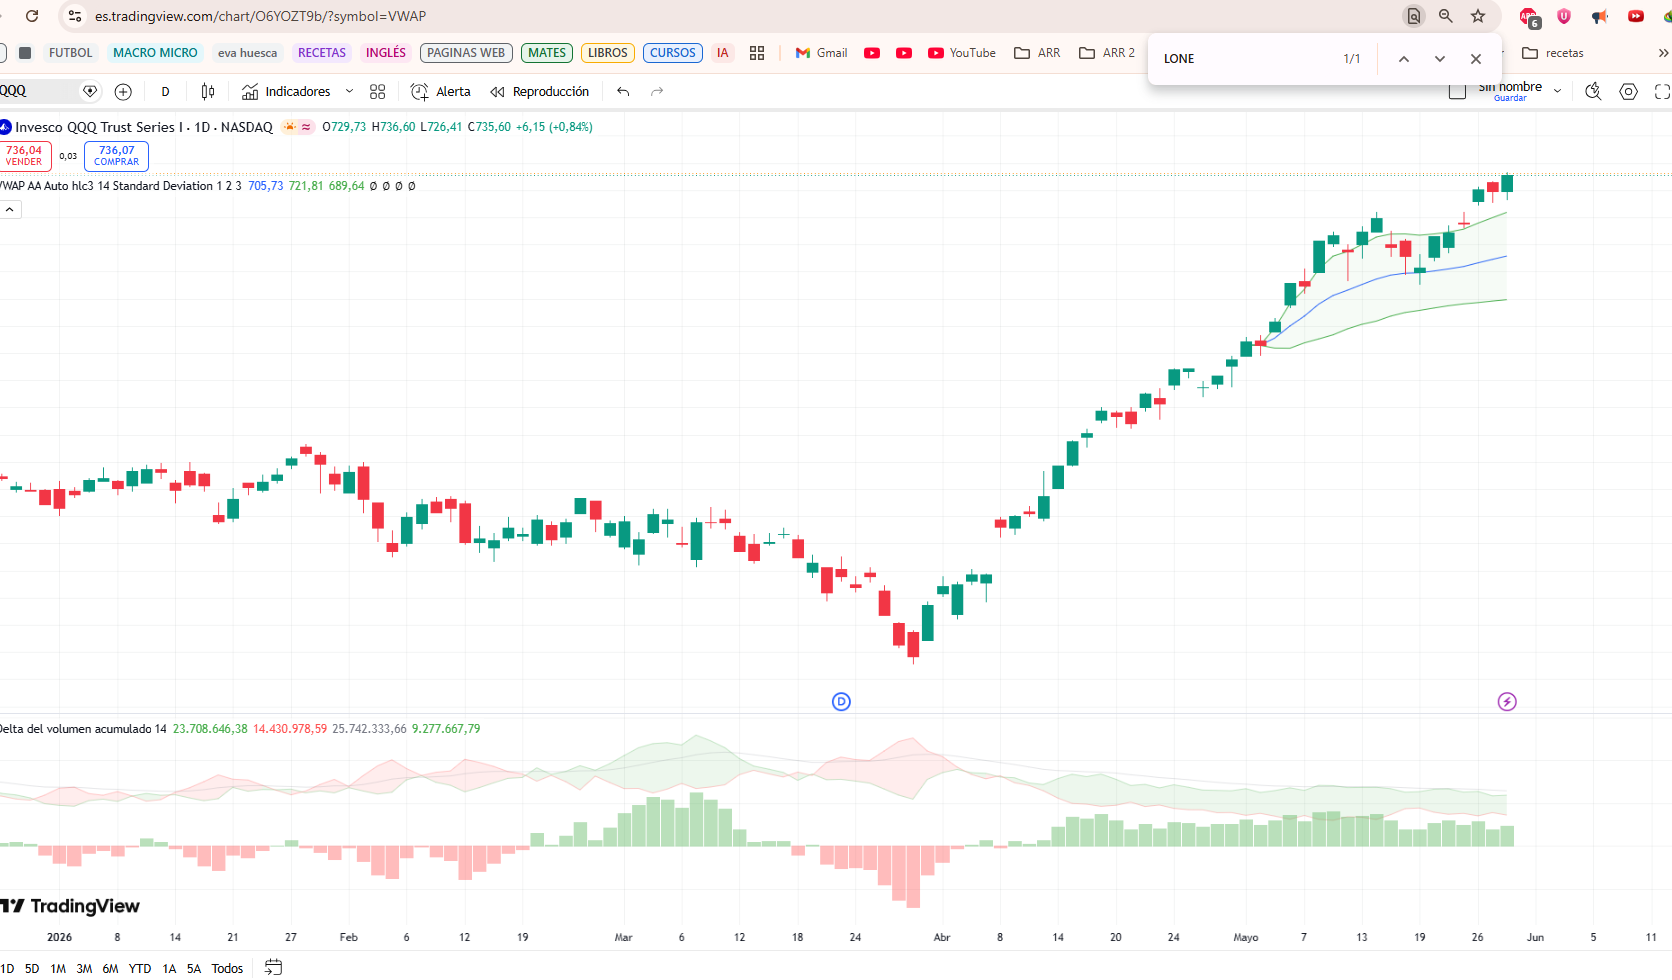 es.tradingview.com/chart/O6YOZT9b/?symbol=VWAP
6
FUTBOL MACRO MICRO eva huesca RECETAS INGLÉS PAGINAS WEB MATES LIBROS CURSOS IA Gmail YouTube ARR ARR 2 recetas
LONE 1/1
QQQ D Indicadores Alerta Reproducción Sin nombre
Guardar
Invesco QQQ Trust Series I · 1D · NASDAQ O729,73 H736,60 L726,41 C735,60 +6,15 (+0,84%)
736,04 0,03 736,07
VENDER COMPRAR
VWAP AA Auto hlc3 14 Standard Deviation 1 2 3 705,73 721,81 689,64 Ø Ø Ø Ø
D
Delta del volumen acumulado 14 23.708.646,38 14.430.978,59 25.742.333,66 9.277.667,79
TradingView
2026 8 14 21 27 Feb 6 12 19 Mar 6 12 18 24 Abr 8 14 20 24 Mayo 7 13 19 26 Jun 5 11
1D 5D 1M 3M 6M YTD 1A 5A Todos